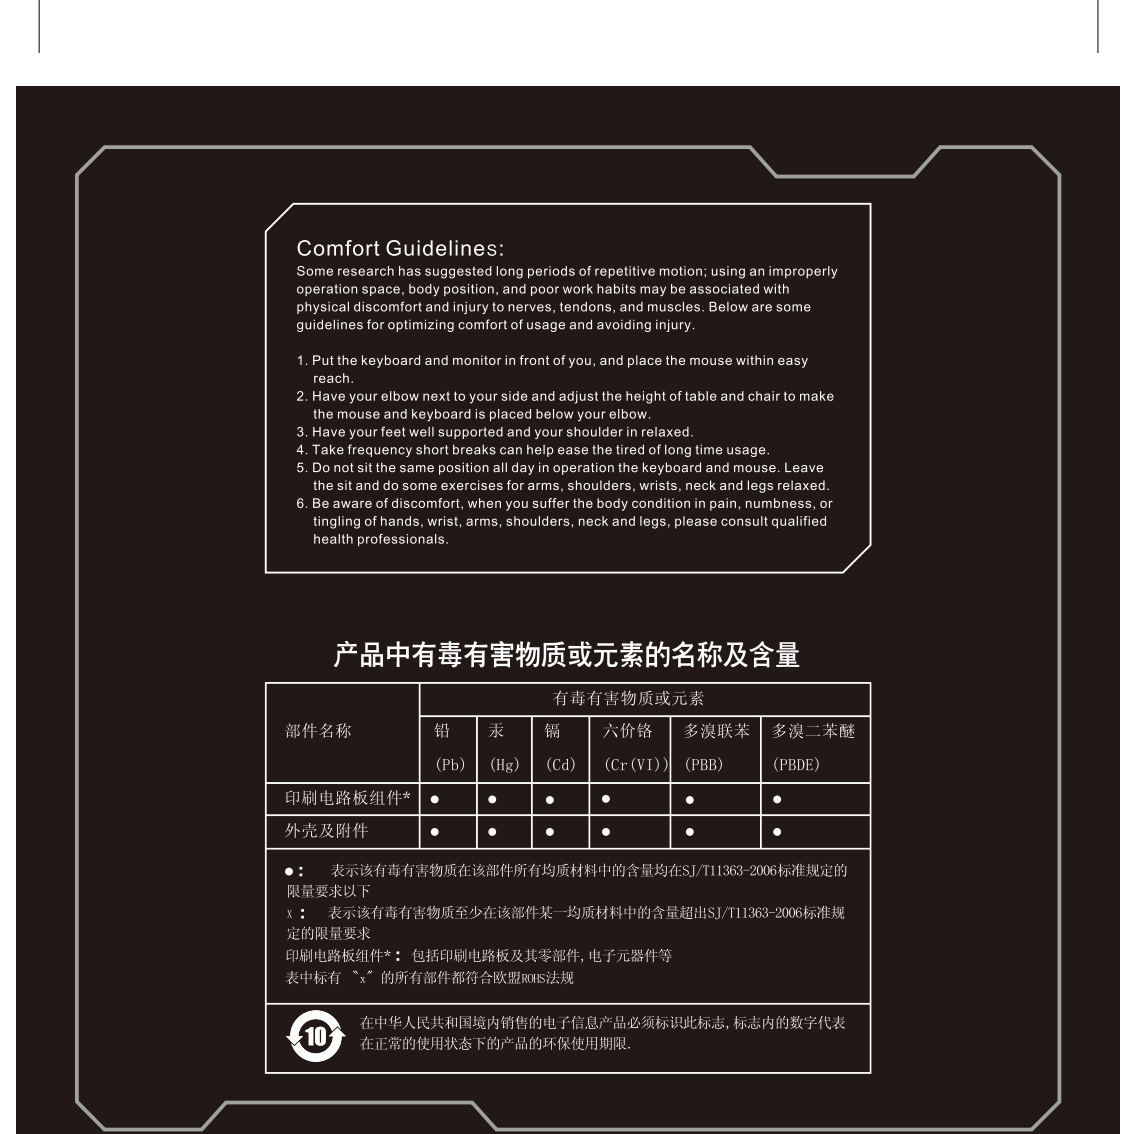 Comfort Guidelines:
Some research has suggested long periods of repetitive motion; using an improperly
operation space, body position, and poor work habits may be associated with
physical discomfort and injury to nerves, tendons, and muscles. Below are some
guidelines for optimizing comfort of usage and avoiding injury.
1. Put the keyboard and monitor in front of you, and place the mouse within easy
reach.
2. Have your elbow next to your side and adjust the height of table and chair to make
the mouse and keyboard is placed below your elbow.
3. Have your feet well supported and your shoulder in relaxed.
4. Take frequency short breaks can help ease the tired of long time usage.
5. Do not sit the same position all day in operation the keyboard and mouse. Leave
the sit and do some exercises for arms, shoulders, wrists, neck and legs relaxed.
6. Be aware of discomfort, when you suffer the body condition in pain, numbness, or
tingling of hands, wrist, arms, shoulders, neck and legs, please consult qualified
health professionals.
产品中有毒有害物质或元素的名称及含量
有毒有害物质或元素
部件名称 铅 汞 镉 六价铬 多溴联苯 多溴二苯醚
(Pb) (Hg) (Cd) (Cr(VI)) (PBB) (PBDE)
印刷电路板组件* ● ● ● ● ● ●
外壳及附件 ● ● ● ● ● ●
●： 表示该有毒有害物质在该部件所有均质材料中的含量均在SJ/T11363-2006标准规定的
限量要求以下
x ： 表示该有毒有害物质至少在该部件某一均质材料中的含量超出SJ/T11363-2006标准规
定的限量要求
印刷电路板组件*：包括印刷电路板及其零部件,电子元器件等
表中标有〝x〞的所有部件都符合欧盟ROHS法规
10
在中华人民共和国境内销售的电子信息产品必须标识此标志,标志内的数字代表
在正常的使用状态下的产品的环保使用期限.